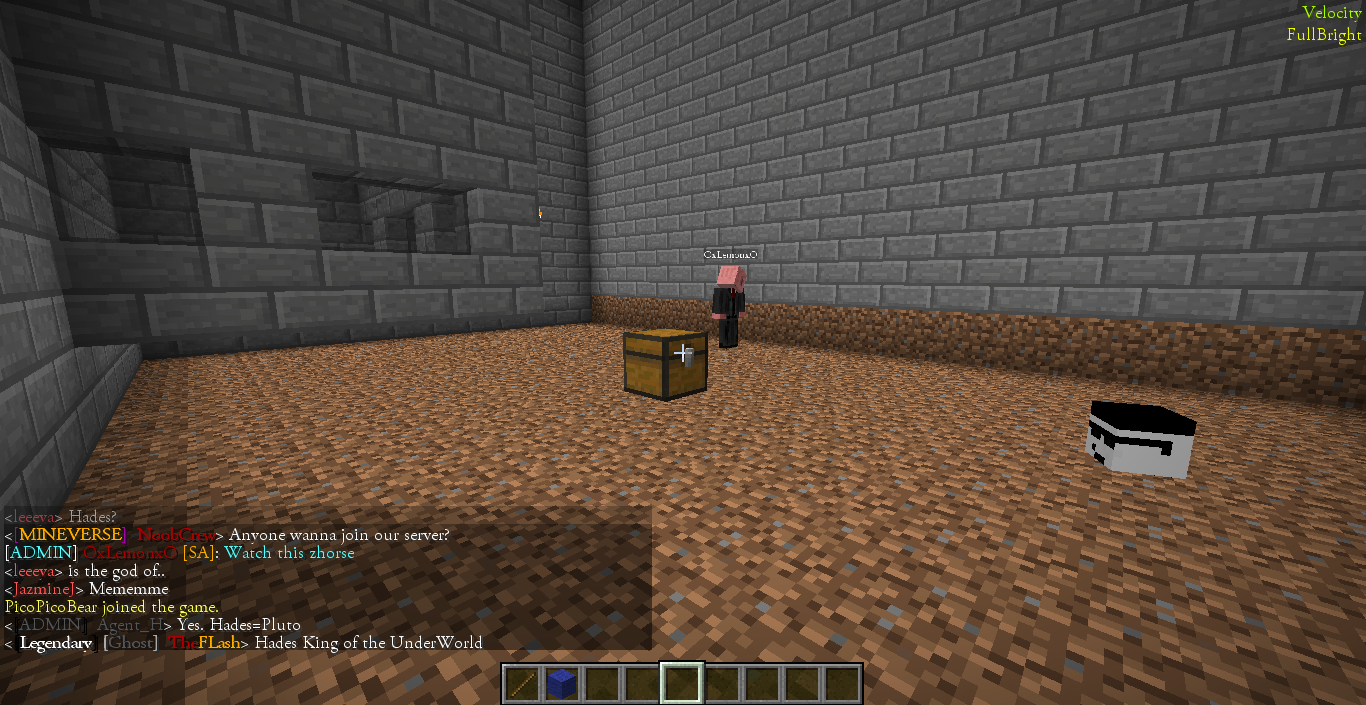 Velocity
FullBright
OxLemonxO
<leeeva> Hades?
<[MINEVERSE] NoobCrew> Anyone wanna join our server?
[ADMIN] OxLemonxO [SA]: Watch this zhorse
<leeeva> is the god of..
<JazmineJ> Mememme
PicoPicoBear joined the game.
<[ADMIN] Agent_H> Yes. Hades=Pluto
<[Legendary] [Ghost] TheFLash> Hades King of the UnderWorld